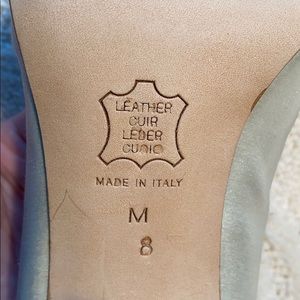 LEATHER
CUIR
LEDER
CUOIO
MADE IN ITALY
M
8